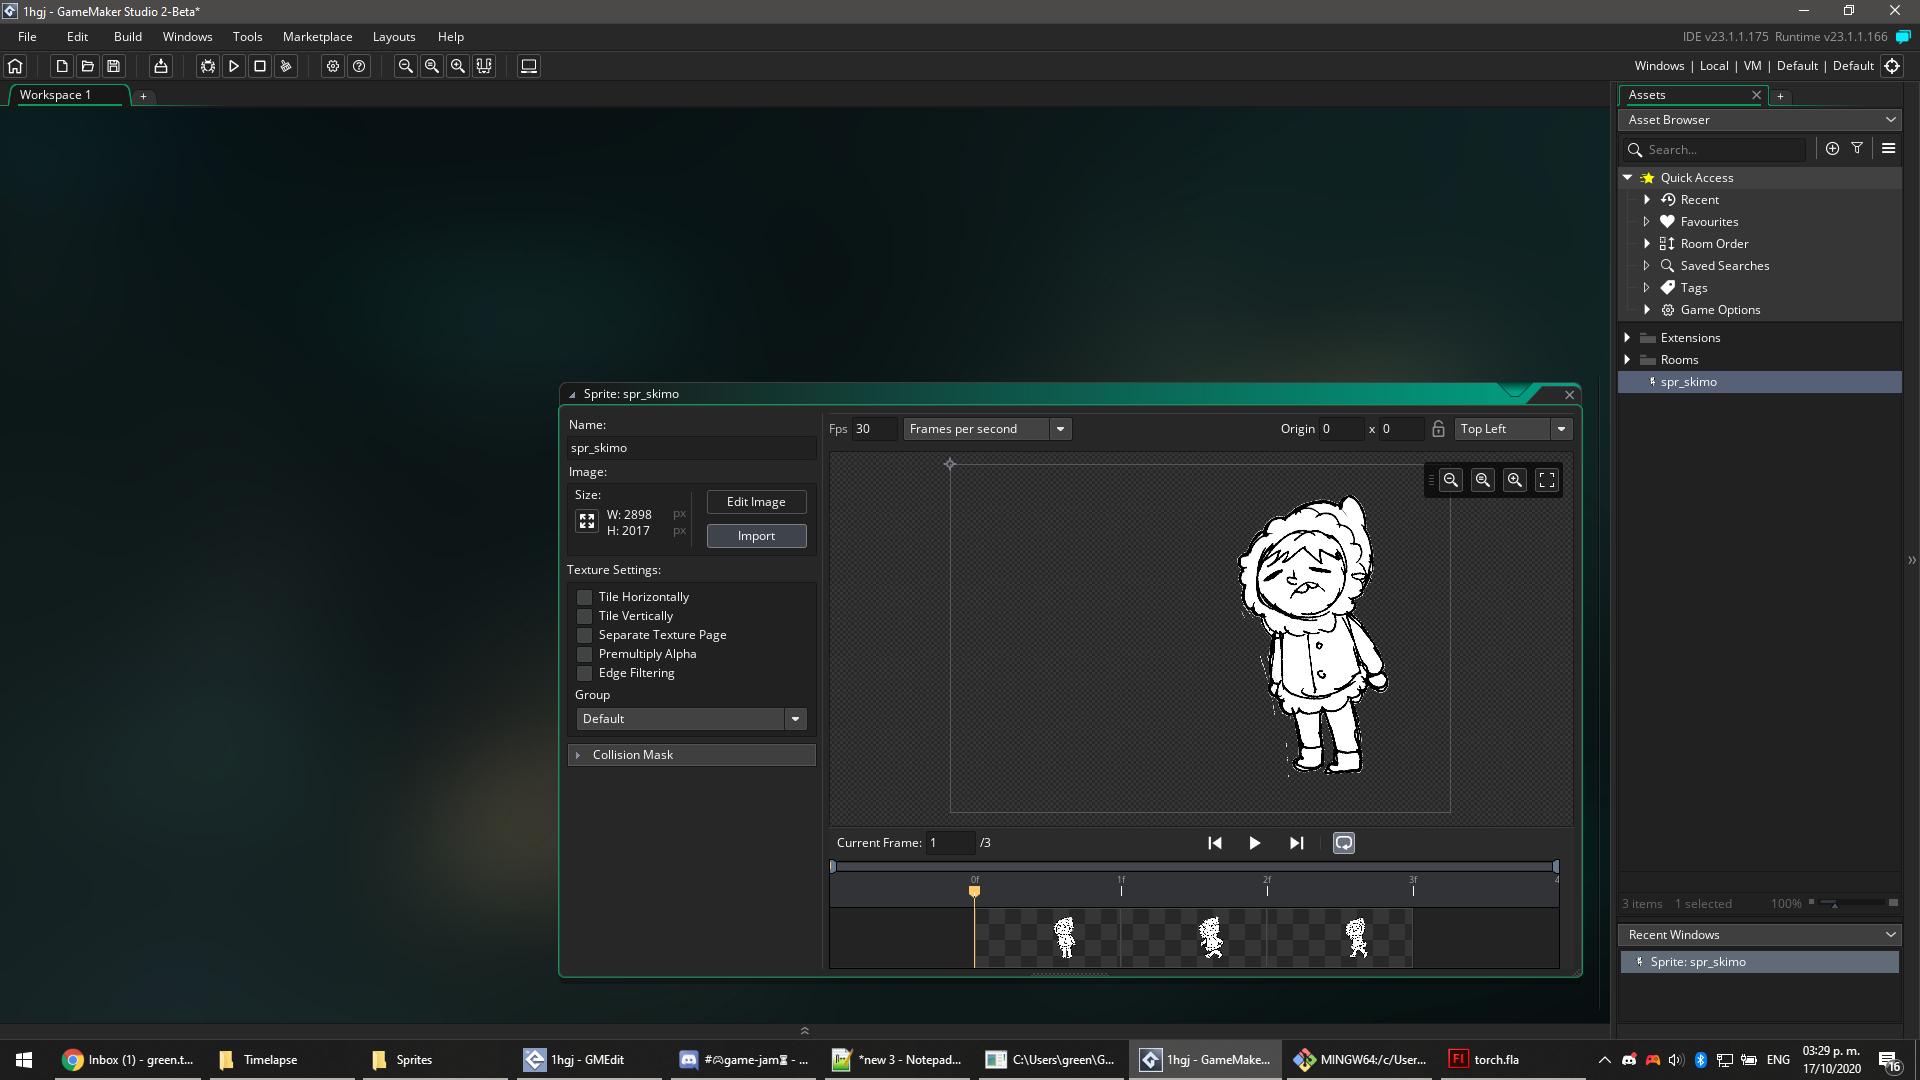 1hgj - GameMaker Studio 2-Beta*
File Edit Build Windows Tools Marketplace Layouts Help
IDE v23.1.1.175 Runtime v23.1.1.166
Windows | Local | VM | Default | Default
Workspace 1 +
Assets +
Asset Browser
Search...
Quick Access
Recent
Favourites
Room Order
Saved Searches
Tags
Game Options
Extensions
Rooms
spr_skimo
Sprite: spr_skimo
Name:
spr_skimo
Image:
Size:
W: 2898 px
H: 2017 px
Edit Image
Import
Texture Settings:
Tile Horizontally
Tile Vertically
Separate Texture Page
Premultiply Alpha
Edge Filtering
Group
Default
Collision Mask
Fps 30 Frames per second
Origin 0 x 0 Top Left
Current Frame: 1 /3
0f 1f 2f 3f 4
3 items 1 selected 100%
Recent Windows
Sprite: spr_skimo
Inbox (1) - green.t...
Timelapse
Sprites
1hgj - GMEdit
#🎮game-jam⏳ - ...
*new 3 - Notepad...
C:\Users\green\G...
1hgj - GameMake...
MINGW64:/c/User...
torch.fla
ENG
03:29 p. m.
17/10/2020
16